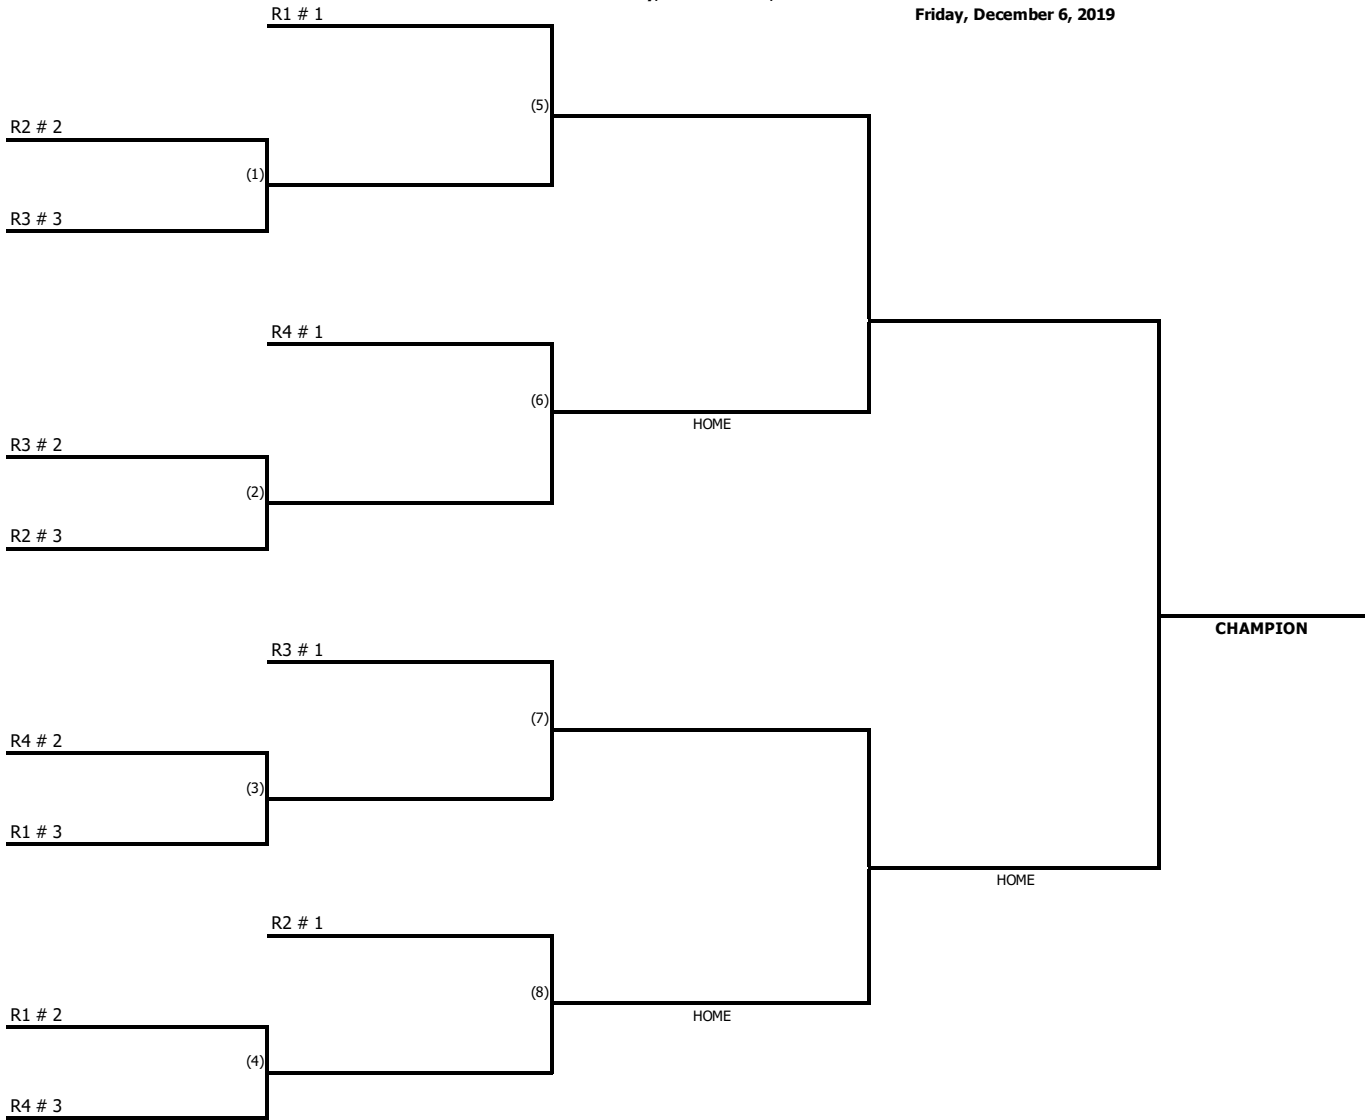 R1 # 1
Friday, December 6, 2019
(5)
R2 # 2
(1)
R3 # 3
R4 # 1
(6)
HOME
R3 # 2
(2)
R2 # 3
CHAMPION
R3 # 1
(7)
R4 # 2
(3)
R1 # 3
HOME
R2 # 1
(8)
HOME
R1 # 2
(4)
R4 # 3